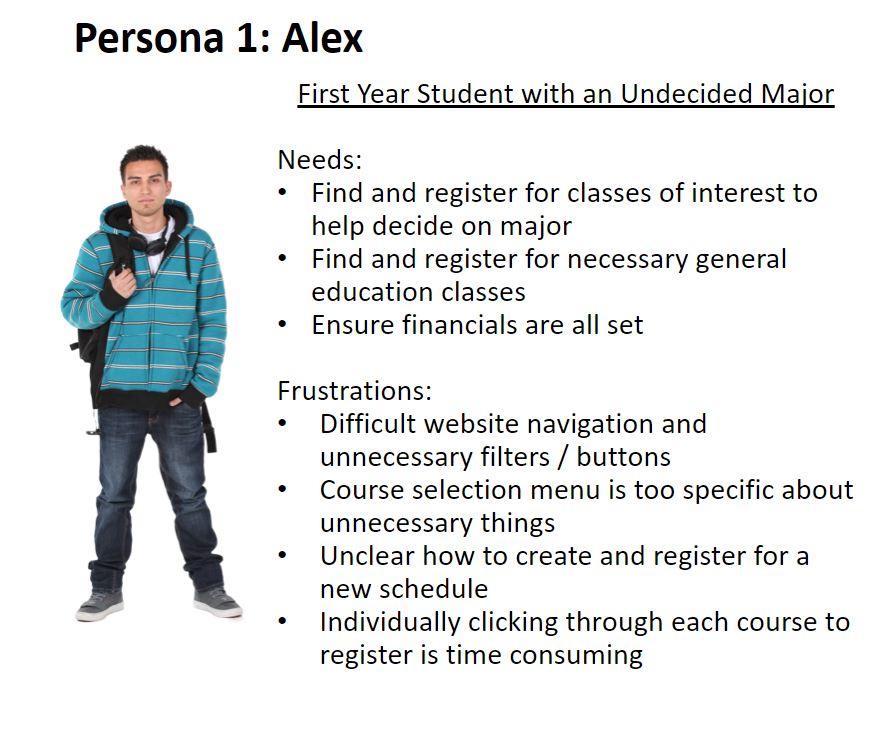 Persona 1: Alex
First Year Student with an Undecided Major
Needs:
• Find and register for classes of interest to
help decide on major
• Find and register for necessary general
education classes
• Ensure financials are all set
Frustrations:
• Difficult website navigation and
unnecessary filters / buttons
• Course selection menu is too specific about
unnecessary things
• Unclear how to create and register for a
new schedule
• Individually clicking through each course to
register is time consuming